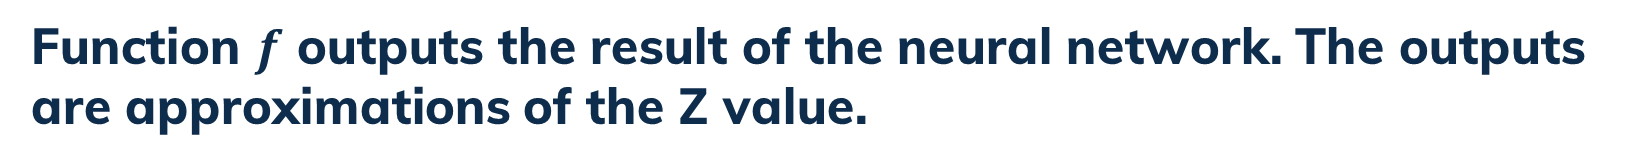 Function f outputs the result of the neural network. The outputs
are approximations of the Z value.